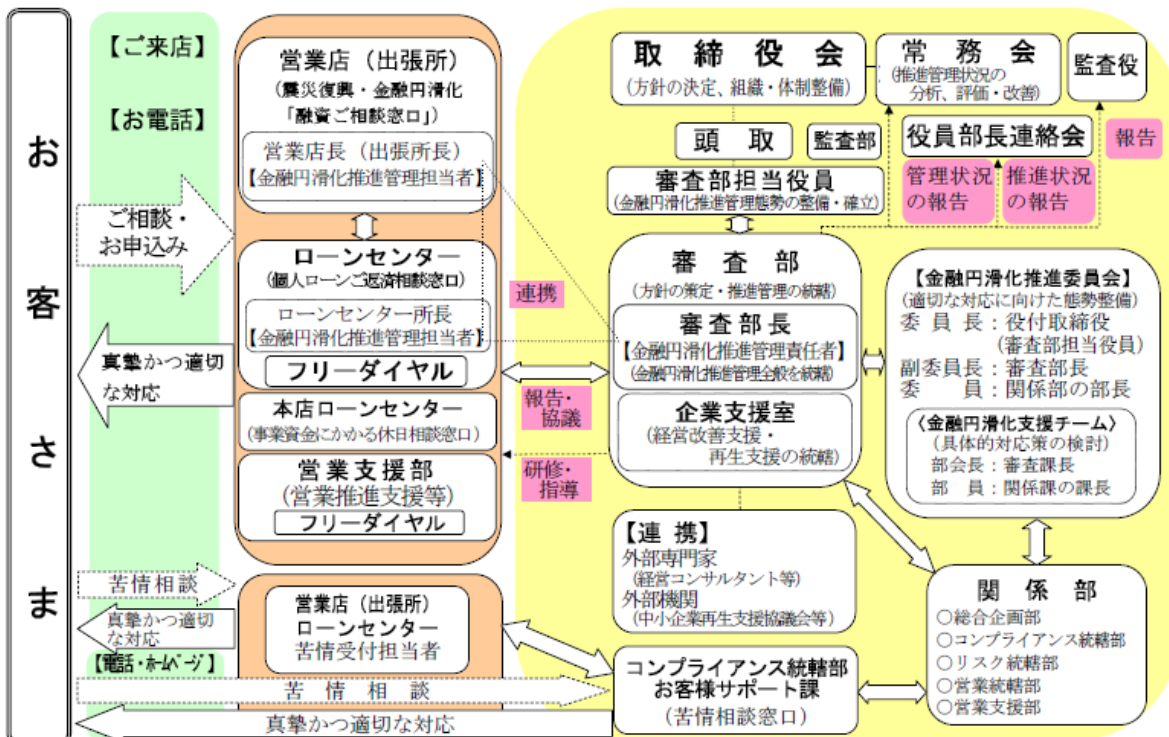 お客さま
【ご来店】
【お電話】
ご相談・
お申込み
真摯かつ適切
な対応
苦情相談
真摯かつ適切
な対応
【電話・ﾎｰﾑﾍﾟｰｼﾞ】
苦情相談
真摯かつ適切な対応
営業店（出張所）
（震災復興・金融円滑化
「融資ご相談窓口」）
営業店長（出張所長）
【金融円滑化推進管理担当者】
ローンセンター
（個人ローンご返済相談窓口）
ローンセンター所長
【金融円滑化推進管理担当者】
フリーダイヤル
本店ローンセンター
（事業資金にかかる休日相談窓口）
営業支援部
（営業推進支援等）
フリーダイヤル
営業店（出張所）
ローンセンター
苦情受付担当者
連携
報告・
協議
研修・
指導
取締役会
（方針の決定、組織・体制整備）
常務会
（推進管理状況の
分析、評価・改善）
監査役
頭取
監査部
役員部長連絡会
報告
管理状況
の報告
推進状況
の報告
審査部担当役員
（金融円滑化推進管理態勢の整備・確立）
審査部
（方針の策定・推進管理の統轄）
審査部長
【金融円滑化推進管理責任者】
（金融円滑化推進管理全般を統轄）
企業支援室
（経営改善支援・
再生支援の統轄）
【金融円滑化推進委員会】
（適切な対応に向けた態勢整備）
委員長：役付取締役
（審査部担当役員）
副委員長：審査部長
委員：関係部の部長
〈金融円滑化支援チーム〉
（具体的対応策の検討）
部会長：審査課長
部員：関係課の課長
【連携】
外部専門家
（経営コンサルタント等）
外部機関
（中小企業再生支援協議会等）
コンプライアンス統轄部
お客様サポート課
（苦情相談窓口）
関係部
○総合企画部
○コンプライアンス統轄部
○リスク統轄部
○営業統轄部
○営業支援部